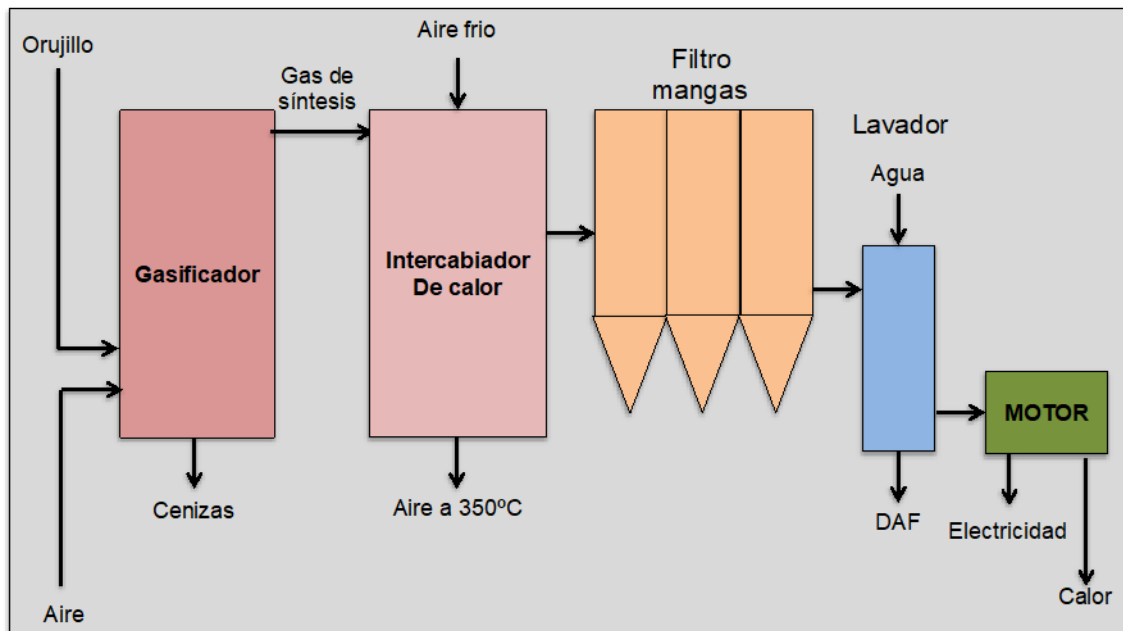 Orujillo
Aire frio
Gas de
síntesis
Filtro
mangas
Lavador
Agua
Gasificador
Intercabiador
De calor
MOTOR
Cenizas
Aire a 350ºC
DAF
Electricidad
Aire
Calor